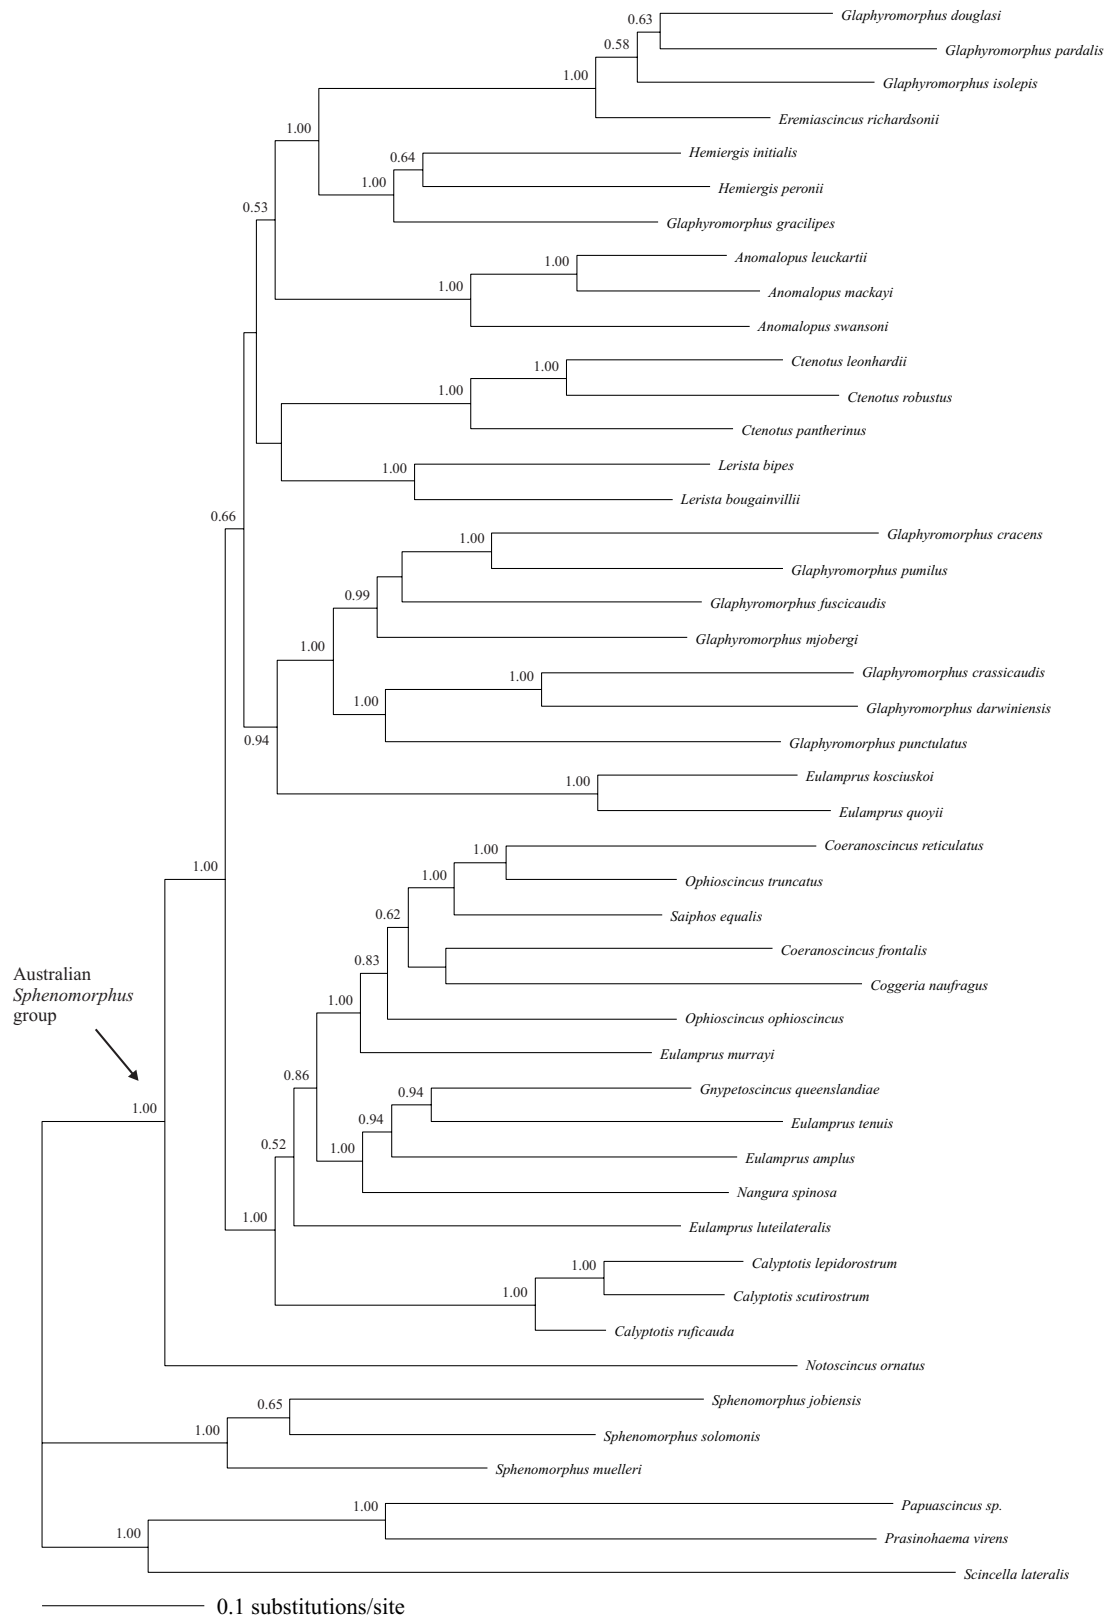 0.63
Glaphyromorphus douglasi
0.58
Glaphyromorphus pardalis
1.00
Glaphyromorphus isolepis
Eremiascincus richardsonii
1.00
0.64
Hemiergis initialis
1.00
Hemiergis peronii
0.53
Glaphyromorphus gracilipes
1.00
Anomalopus leuckartii
1.00
Anomalopus mackayi
Anomalopus swansoni
1.00
Ctenotus leonhardii
1.00
Ctenotus robustus
Ctenotus pantherinus
1.00
Lerista bipes
Lerista bougainvillii
0.66
1.00
Glaphyromorphus cracens
Glaphyromorphus pumilus
0.99
Glaphyromorphus fuscicaudis
1.00
Glaphyromorphus mjobergi
1.00
Glaphyromorphus crassicaudis
1.00
Glaphyromorphus darwiniensis
0.94
Glaphyromorphus punctulatus
1.00
Eulamprus kosciuskoi
Eulamprus quoyii
1.00
1.00
Coeranoscincus reticulatus
1.00
Ophioscincus truncatus
0.62
Saiphos equalis
0.83
Coeranoscincus frontalis
Australian
Sphenomorphus
group
Coggeria naufragus
1.00
Ophioscincus ophioscincus
Eulamprus murrayi
0.86
0.94
Gnypetoscincus queenslandiae
1.00
0.94
Eulamprus tenuis
0.52
1.00
Eulamprus amplus
Nangura spinosa
1.00
Eulamprus luteilateralis
1.00
Calyptotis lepidorostrum
1.00
Calyptotis scutirostrum
Calyptotis ruficauda
Notoscincus ornatus
0.65
Sphenomorphus jobiensis
1.00
Sphenomorphus solomonis
Sphenomorphus muelleri
1.00
Papuascincus sp.
1.00
Prasinohaema virens
Scincella lateralis
0.1 substitutions/site